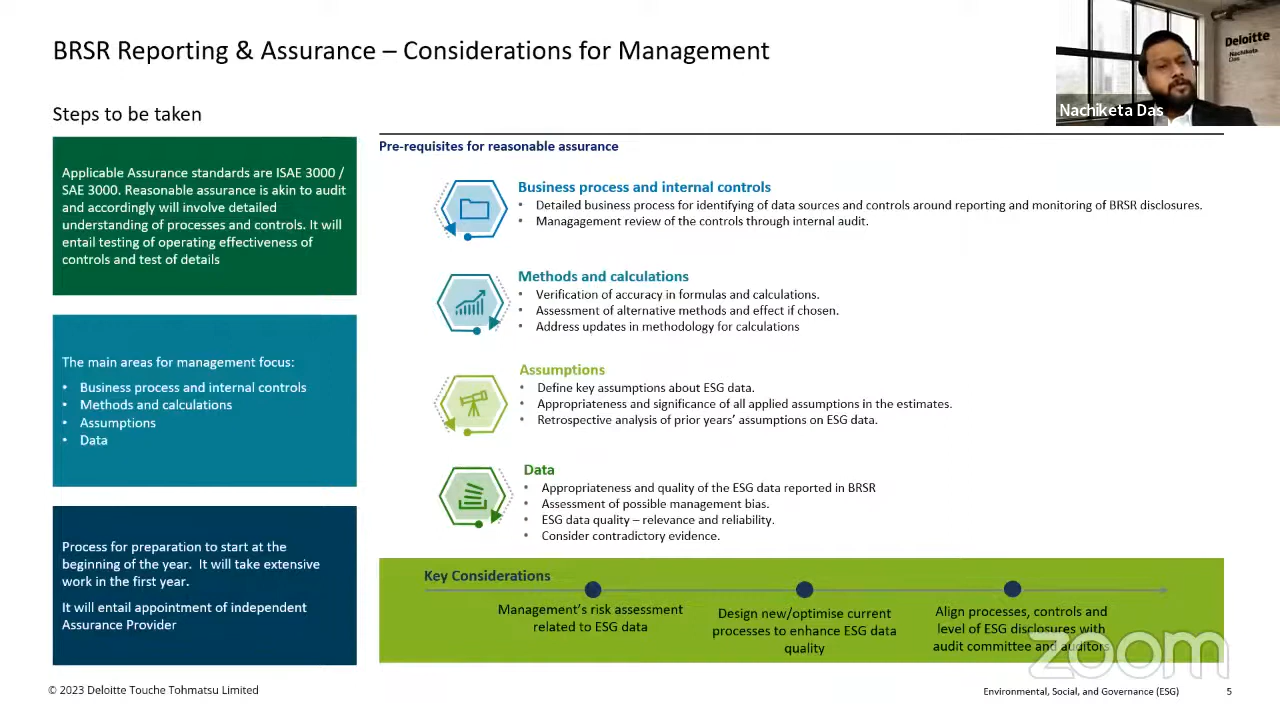 BRSR Reporting & Assurance – Considerations for Management
Deloitte
Nachiketa
Das
Nachiketa Das
Steps to be taken
Applicable Assurance standards are ISAE 3000 /
SAE 3000. Reasonable assurance is akin to audit
and accordingly will involve detailed
understanding of processes and controls. It will
entail testing of operating effectiveness of
controls and test of details
The main areas for management focus:
• Business process and internal controls
• Methods and calculations
• Assumptions
• Data
Process for preparation to start at the
beginning of the year. It will take extensive
work in the first year.
It will entail appointment of independent
Assurance Provider
Pre-requisites for reasonable assurance
Business process and internal controls
• Detailed business process for identifying of data sources and controls around reporting and monitoring of BRSR disclosures.
• Managagement review of the controls through internal audit.
Methods and calculations
• Verification of accuracy in formulas and calculations.
• Assessment of alternative methods and effect if chosen.
• Address updates in methodology for calculations
Assumptions
• Define key assumptions about ESG data.
• Appropriateness and significance of all applied assumptions in the estimates.
• Retrospective analysis of prior years' assumptions on ESG data.
Data
• Appropriateness and quality of the ESG data reported in BRSR
• Assessment of possible management bias.
• ESG data quality – relevance and reliability.
• Consider contradictory evidence.
Key Considerations
Management's risk assessment
related to ESG data
Design new/optimise current
processes to enhance ESG data
quality
Align processes, controls and
level of ESG disclosures with
audit committee and auditors
zoom
© 2023 Deloitte Touche Tohmatsu Limited
Environmental, Social, and Governance (ESG)
5